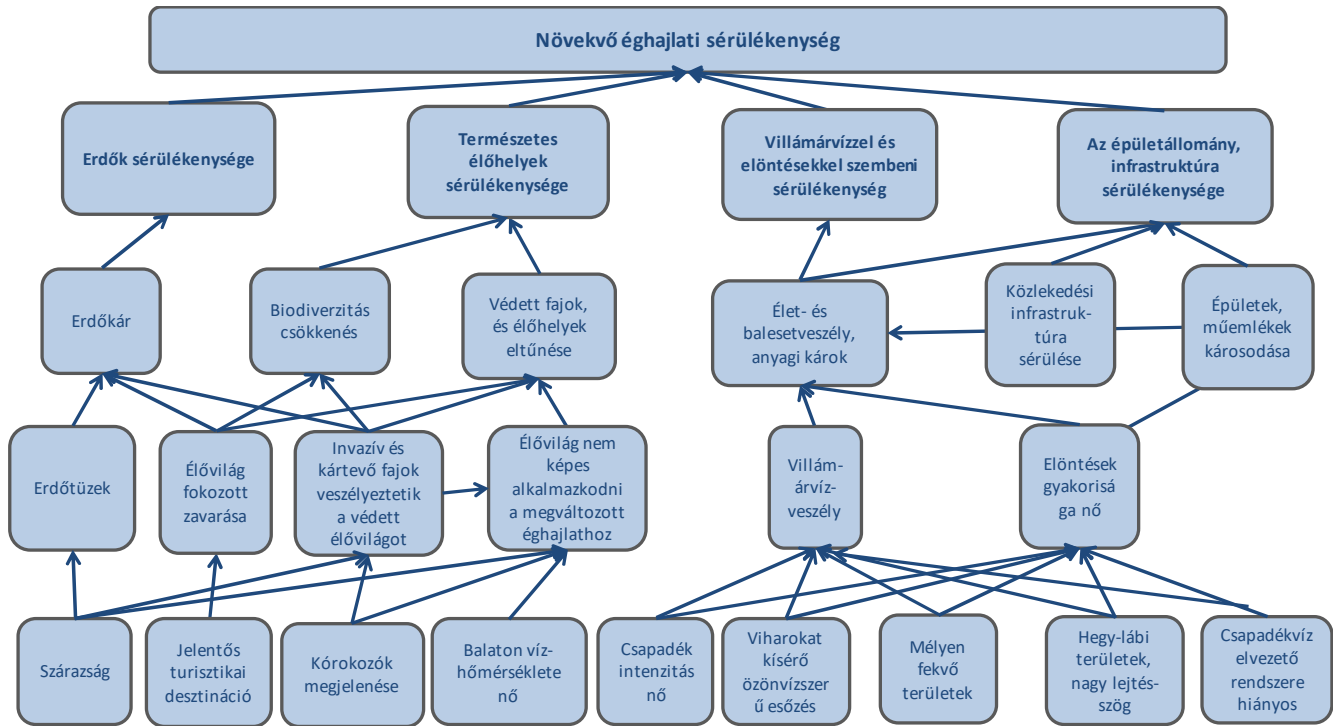 Növekvő éghajlati sérülékenység
Erdők sérülékenysége
Természetes
élőhelyek
sérülékenysége
Villámárvízzel és
elöntésekkel szembeni
sérülékenység
Az épületállomány,
infrastruktúra
sérülékenysége
Erdőkár
Biodiverzitás
csökkenés
Védett fajok,
és élőhelyek
eltűnése
Élet- és
balesetveszély,
anyagi károk
Közlekedési
infrastruk-
túra
sérülése
Épületek,
műemlékek
károsodása
Erdőtüzek
Élővilág
fokozott
zavarása
Invazív és
kártevő fajok
veszélyeztetik
a védett
élővilágot
Élővilág nem
képes
alkalmazkodni
a megváltozott
éghajlathoz
Villám-
árvíz-
veszély
Elöntések
gyakorisá
ga nő
Szárazság
Jelentős
turisztikai
desztináció
Kórokozók
megjelenése
Balaton víz-
hőmérséklete
nő
Csapadék
intenzitás
nő
Viharokat
kísérő
özönvízszer
ű esőzés
Mélyen
fekvő
területek
Hegy-lábi
területek,
nagy lejtés-
szög
Csapadékvíz
elvezető
rendszere
hiányos